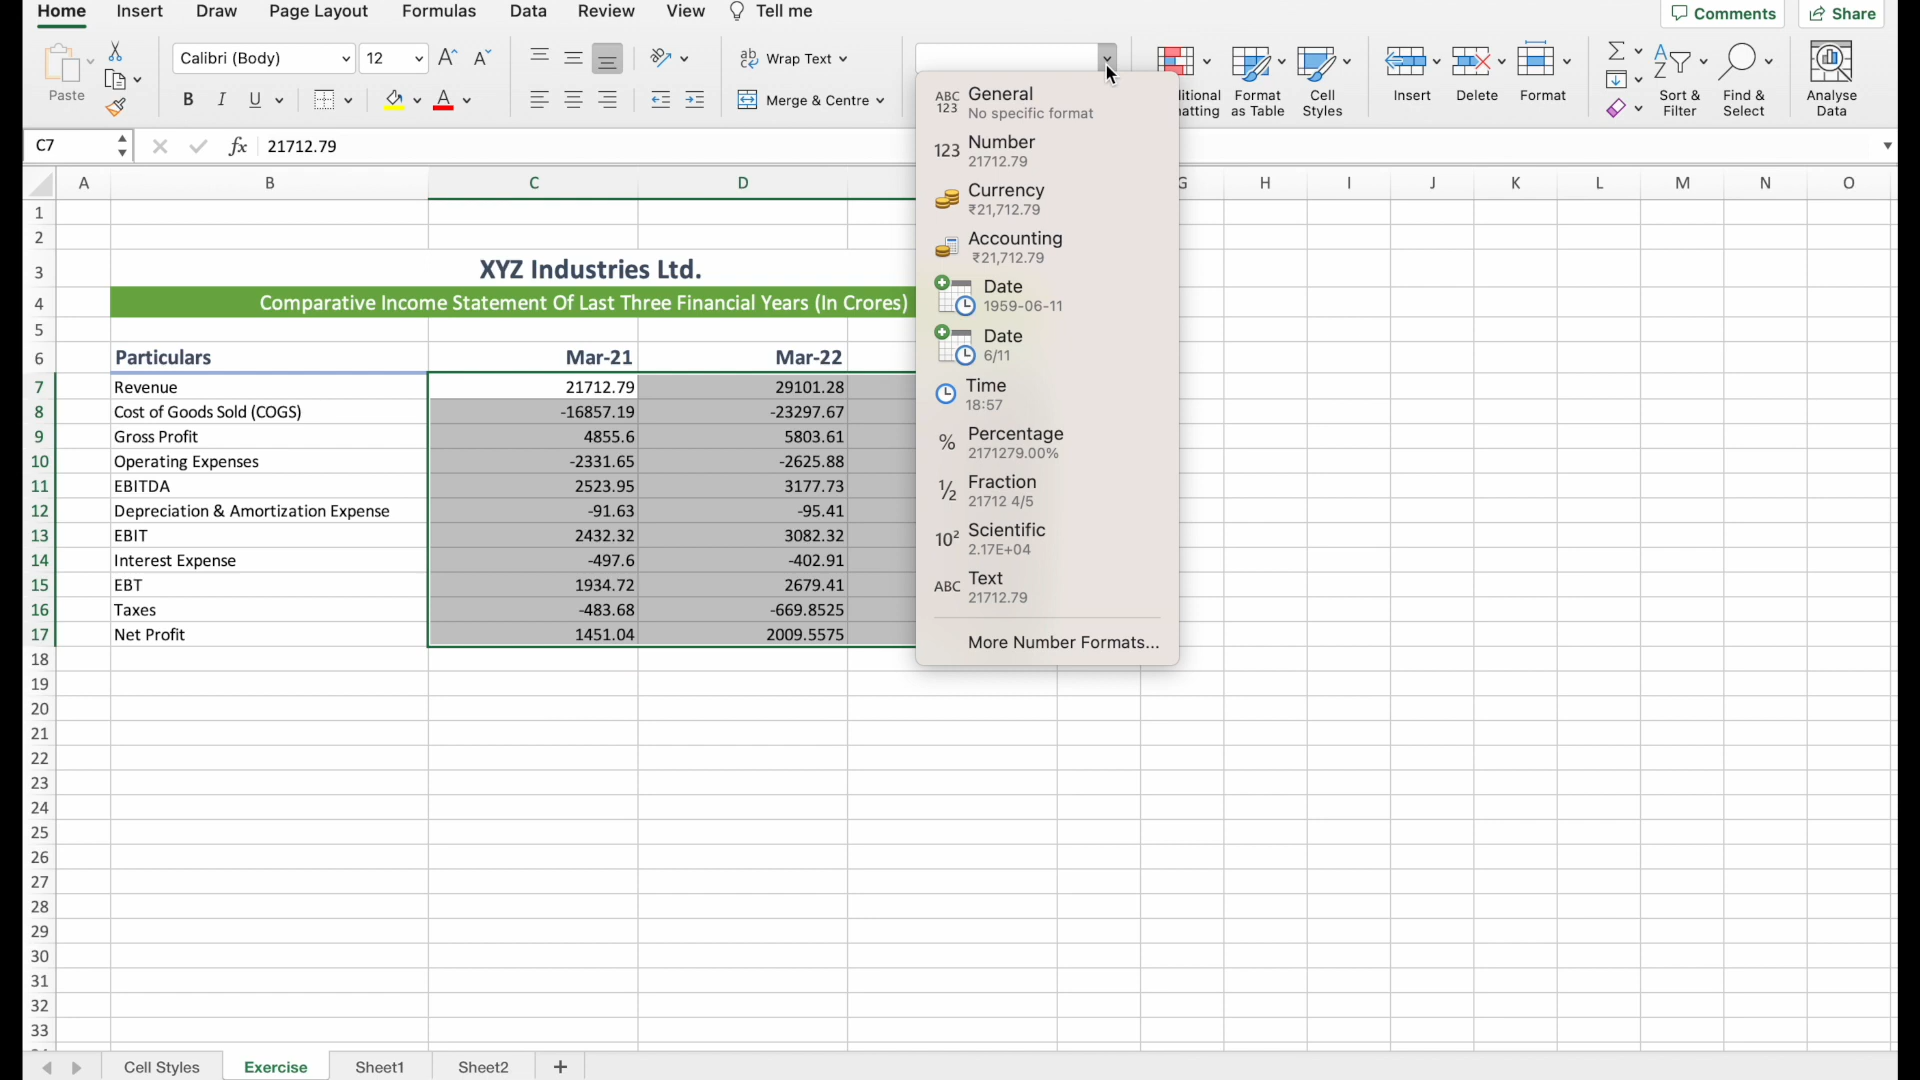 Home Insert Draw Page Layout Formulas Data Review View Tell me Comments Share
Paste Calibri (Body) 12 Wrap Text Insert Delete Format Sort & Filter Find & Select Analyse Data
B I U A Merge & Centre itional atting Format as Table Cell Styles
C7 fx 21712.79
A B C D G H I J K L M N O
1
2
3 XYZ Industries Ltd.
4 Comparative Income Statement Of Last Three Financial Years (In Crores)
5
6 Particulars Mar-21 Mar-22
7 Revenue 21712.79 29101.28
8 Cost of Goods Sold (COGS) -16857.19 -23297.67
9 Gross Profit 4855.6 5803.61
10 Operating Expenses -2331.65 -2625.88
11 EBITDA 2523.95 3177.73
12 Depreciation & Amortization Expense -91.63 -95.41
13 EBIT 2432.32 3082.32
14 Interest Expense -497.6 -402.91
15 EBT 1934.72 2679.41
16 Taxes -483.68 -669.8525
17 Net Profit 1451.04 2009.5575
18
19
20
21
22
23
24
25
26
27
28
29
30
31
32
33
ABC 123 General
No specific format
123 Number
21712.79
Currency
₹21,712.79
Accounting
₹21,712.79
Date
1959-06-11
Date
6/11
Time
18:57
% Percentage
2171279.00%
½ Fraction
21712 4/5
10² Scientific
2.17E+04
ABC Text
21712.79
More Number Formats...
Cell Styles Exercise Sheet1 Sheet2 +